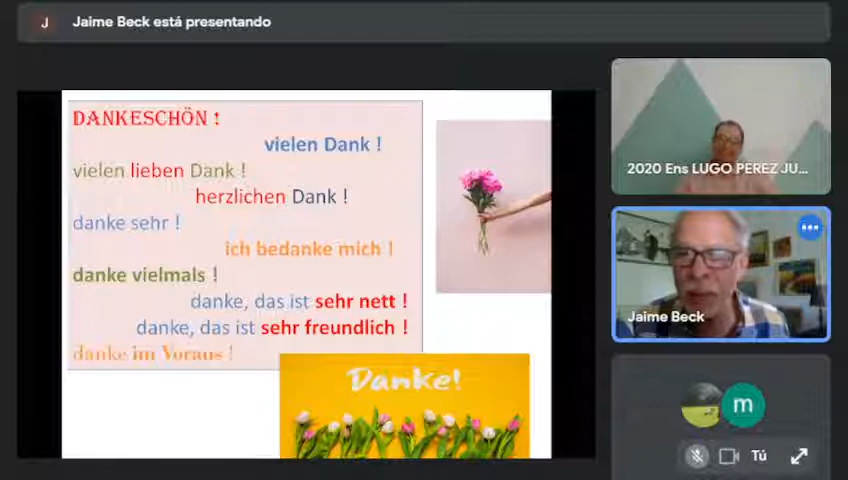 J Jaime Beck está presentando
DANKESCHÖN !
vielen Dank !
vielen lieben Dank !
herzlichen Dank !
danke sehr !
ich bedanke mich !
danke vielmals !
danke, das ist sehr nett !
danke, das ist sehr freundlich !
danke im Voraus !
Danke!
2020 Ens LUGO PEREZ JU...
Jaime Beck
m
Tú